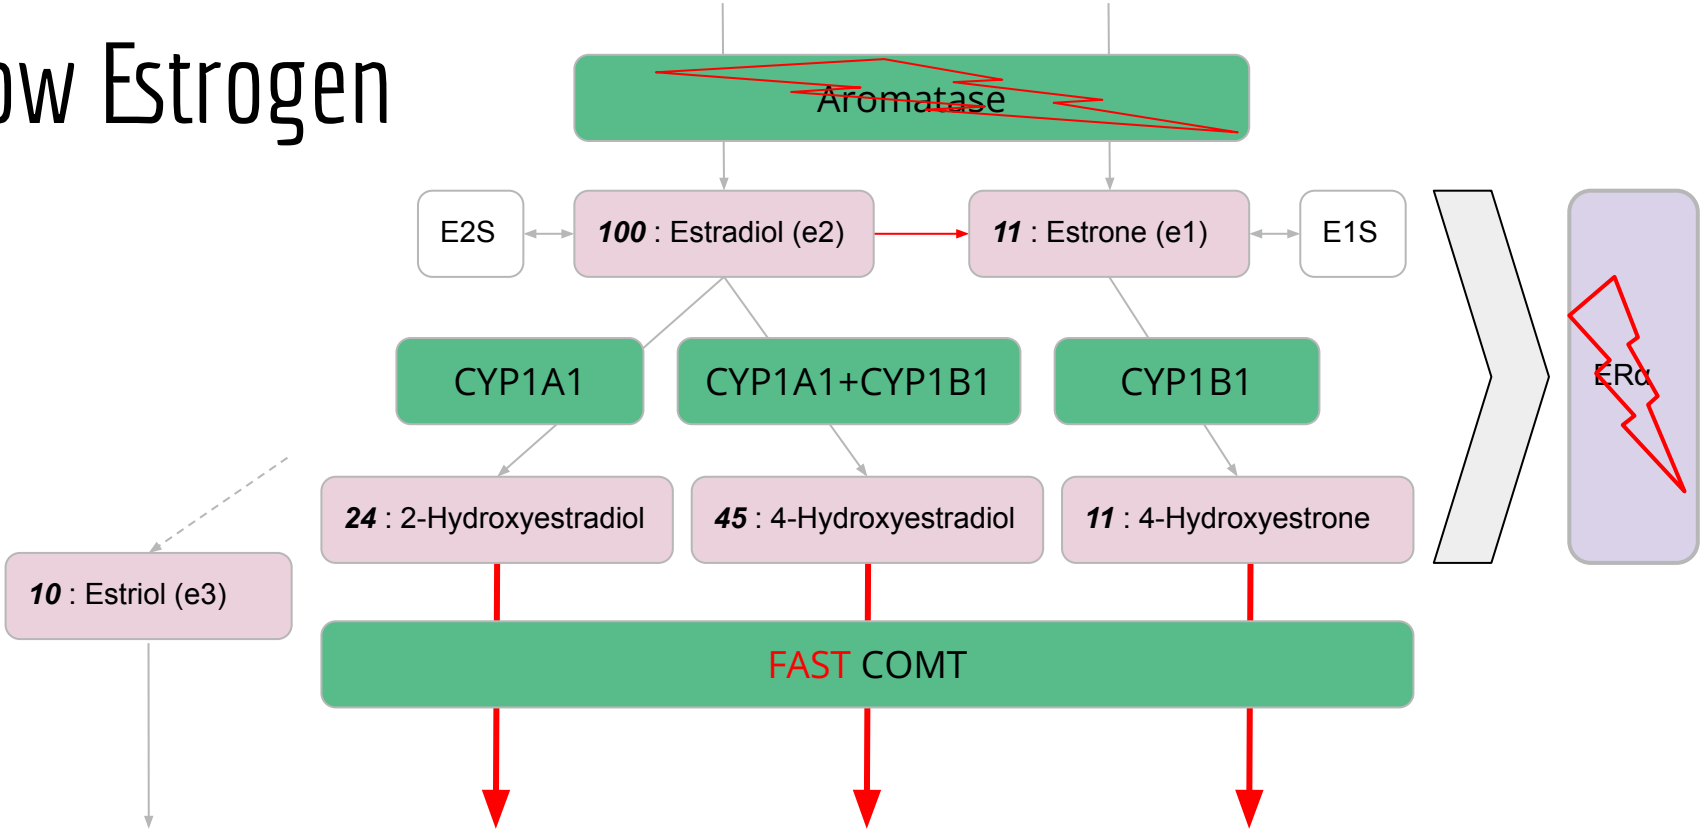 ow Estrogen
Aromatase
E2S
100 : Estradiol (e2)
11 : Estrone (e1)
E1S
CYP1A1
CYP1A1+CYP1B1
CYP1B1
ERα
24 : 2-Hydroxyestradiol
45 : 4-Hydroxyestradiol
11 : 4-Hydroxyestrone
10 : Estriol (e3)
FAST COMT